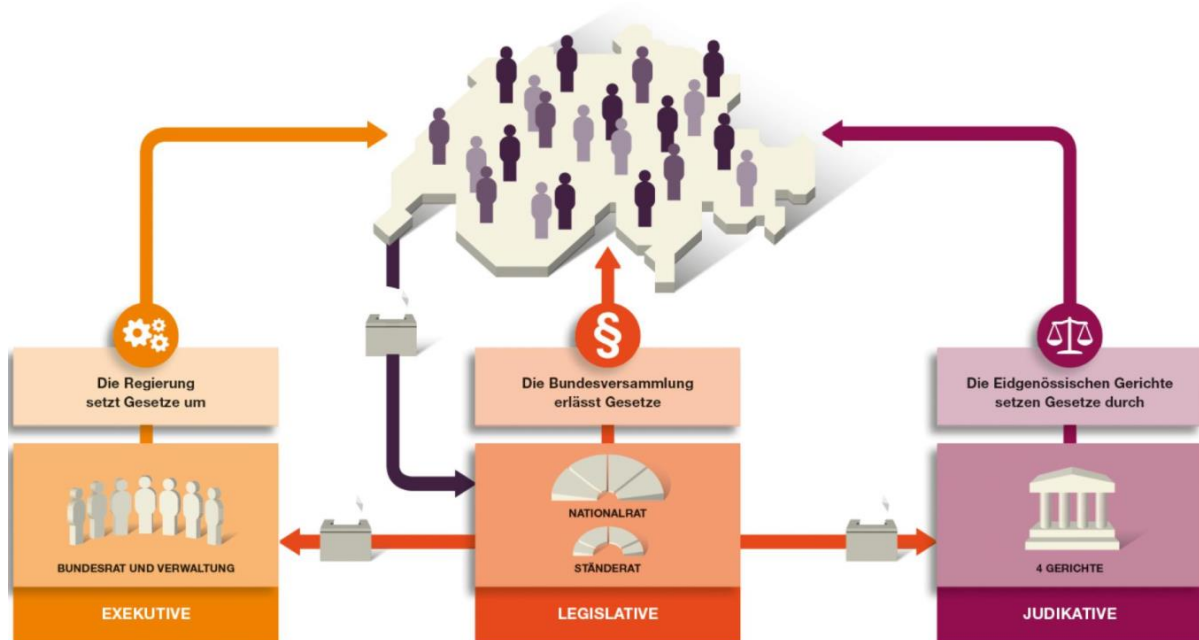 §
Die Regierung
setzt Gesetze um
BUNDESRAT UND VERWALTUNG
EXEKUTIVE
Die Bundesversammlung
erlässt Gesetze
NATIONALRAT
STÄNDERAT
LEGISLATIVE
Die Eidgenössischen Gerichte
setzen Gesetze durch
4 GERICHTE
JUDIKATIVE